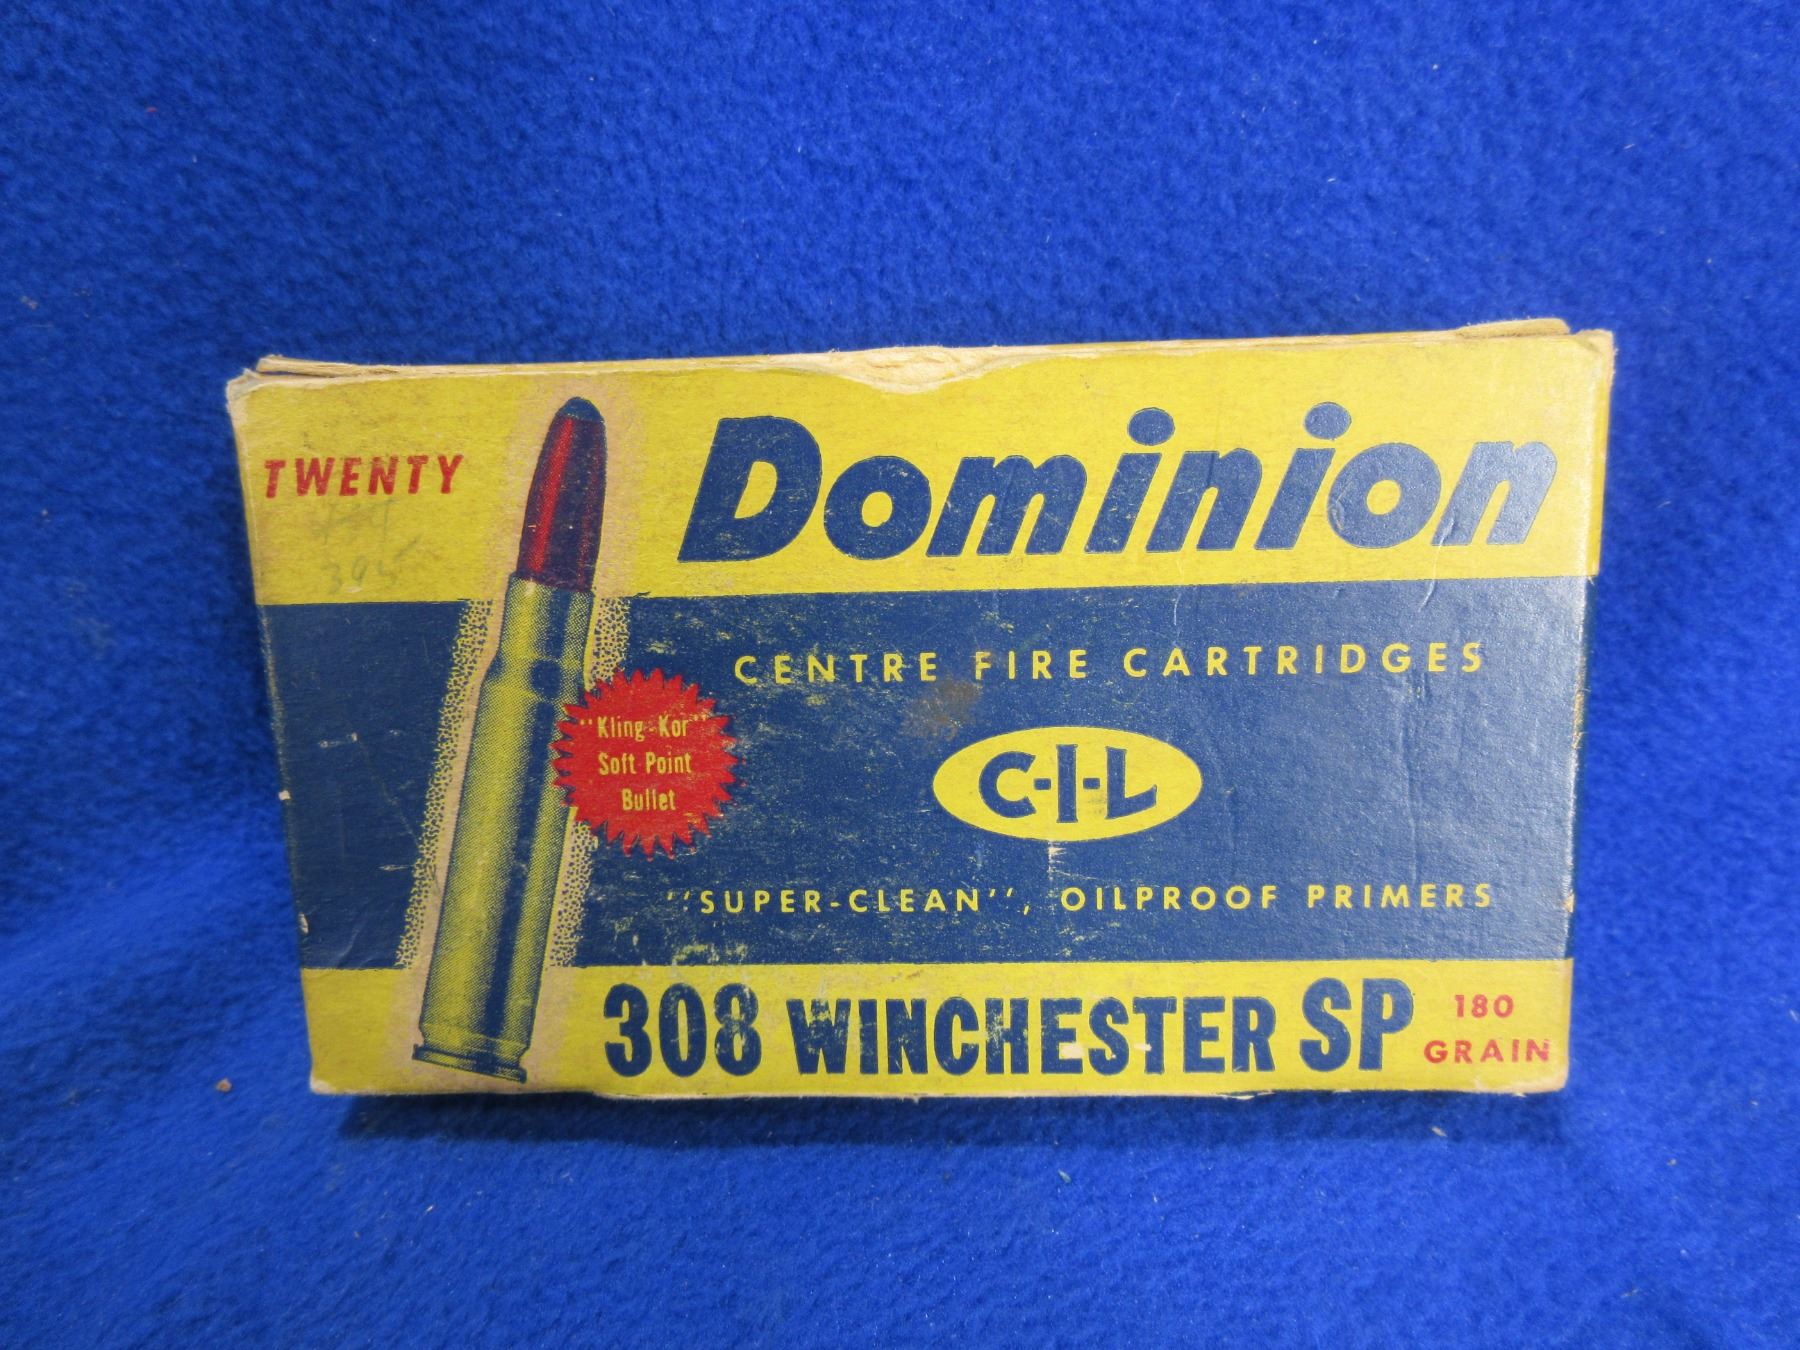 TWENTY
395
Dominion
CENTRE FIRE CARTRIDGES
"Kling-Kor"
Soft Point
Bullet
C-I-L
"SUPER-CLEAN", OILPROOF PRIMERS
308 WINCHESTER SP
180
GRAIN